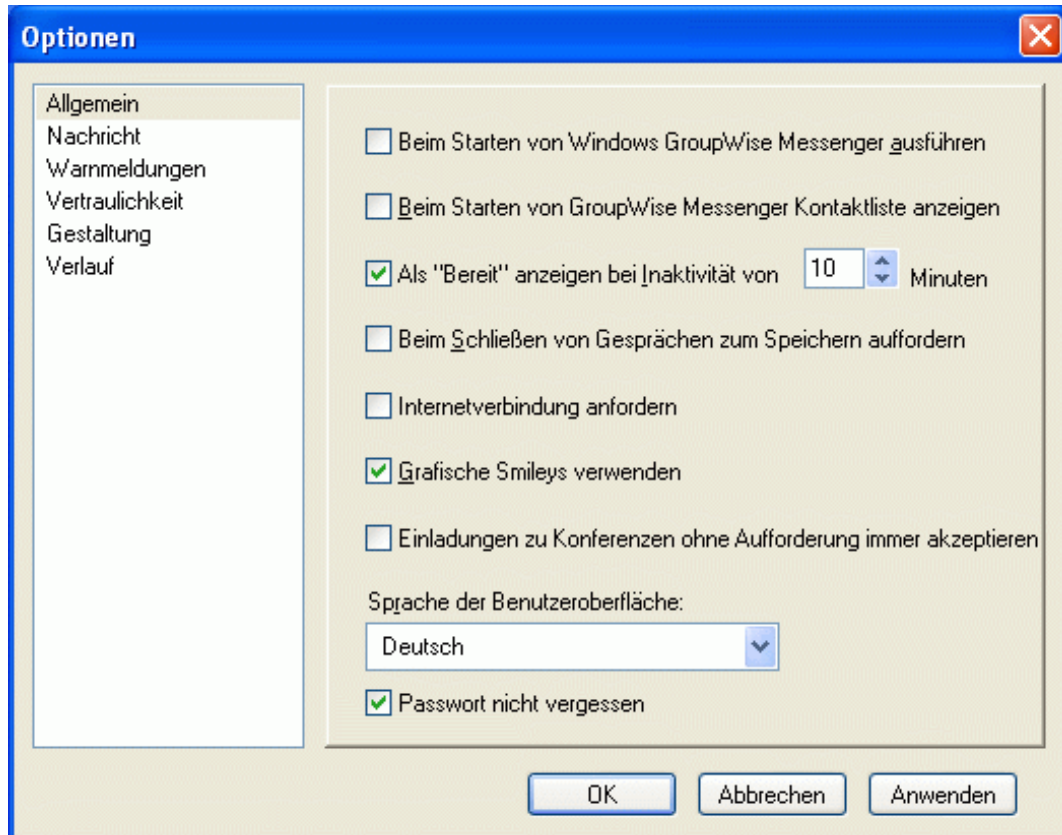 Optionen
Allgemein
Nachricht
Warnmeldungen
Vertraulichkeit
Gestaltung
Verlauf
Beim Starten von Windows GroupWise Messenger ausführen
Beim Starten von GroupWise Messenger Kontaktliste anzeigen
Als "Bereit" anzeigen bei Inaktivität von 10 Minuten
Beim Schließen von Gesprächen zum Speichern auffordern
Internetverbindung anfordern
Grafische Smileys verwenden
Einladungen zu Konferenzen ohne Aufforderung immer akzeptieren
Sprache der Benutzeroberfläche:
Deutsch
Passwort nicht vergessen
OK Abbrechen Anwenden